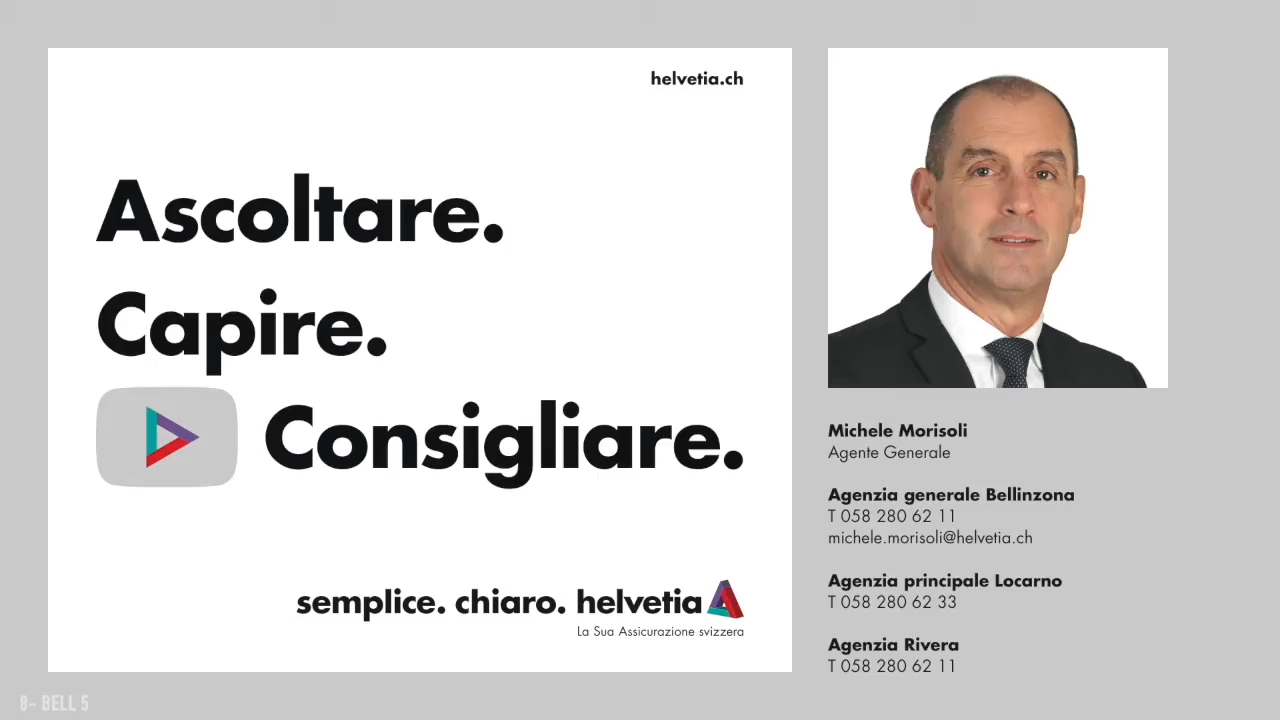 helvetia.ch
Ascoltare.
Capire.
Consigliare.
semplice. chiaro. helvetia
La Sua Assicurazione svizzera
Michele Morisoli
Agente Generale
Agenzia generale Bellinzona
T 058 280 62 11
michele.morisoli@helvetia.ch
Agenzia principale Locarno
T 058 280 62 33
Agenzia Rivera
T 058 280 62 11
8- BELL 5